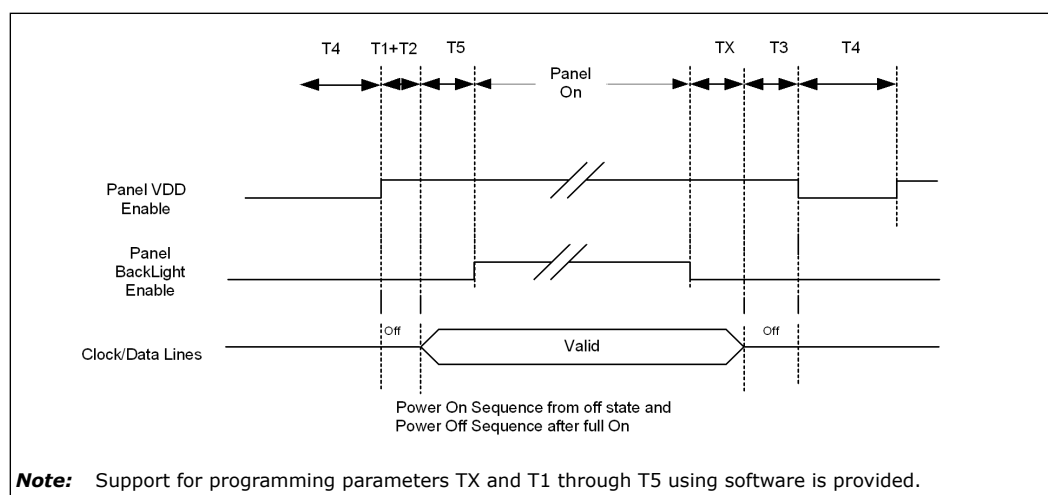 T4 T1+T2 T5 TX T3 T4
Panel
On
Panel VDD
Enable
Panel
BackLight
Enable
Off Off
Clock/Data Lines Valid
Power On Sequence from off state and
Power Off Sequence after full On
Note: Support for programming parameters TX and T1 through T5 using software is provided.